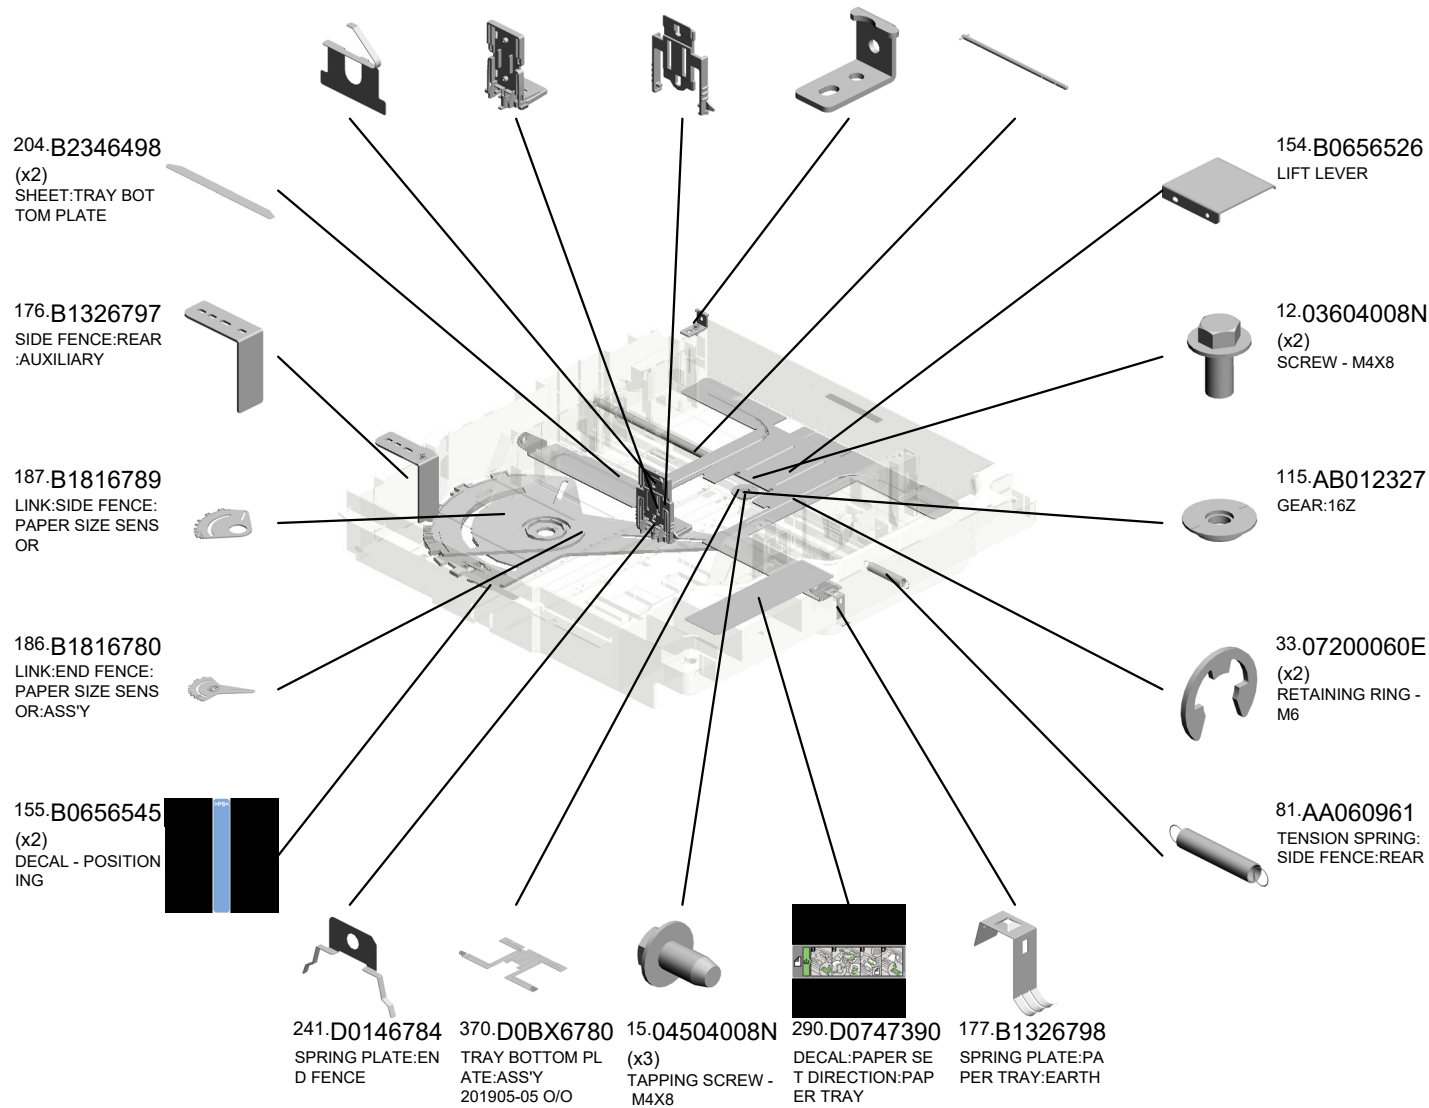 204.B2346498
(x2)
SHEET:TRAY BOT
TOM PLATE
176.B1326797
SIDE FENCE:REAR
:AUXILIARY
187.B1816789
LINK:SIDE FENCE:
PAPER SIZE SENS
OR
186.B1816780
LINK:END FENCE:
PAPER SIZE SENS
OR:ASS'Y
155.B0656545
(x2)
DECAL - POSITION
ING
>PS<
154.B0656526
LIFT LEVER
12.03604008N
(x2)
SCREW - M4X8
115.AB012327
GEAR:16Z
33.07200060E
(x2)
RETAINING RING -
M6
81.AA060961
TENSION SPRING:
SIDE FENCE:REAR
241.D0146784
SPRING PLATE:EN
D FENCE
370.D0BX6780
TRAY BOTTOM PL
ATE:ASS'Y
201905-05 O/O
15.04504008N
(x3)
TAPPING SCREW -
M4X8
290.D0747390
DECAL:PAPER SE
T DIRECTION:PAP
ER TRAY
177.B1326798
SPRING PLATE:PA
PER TRAY:EARTH